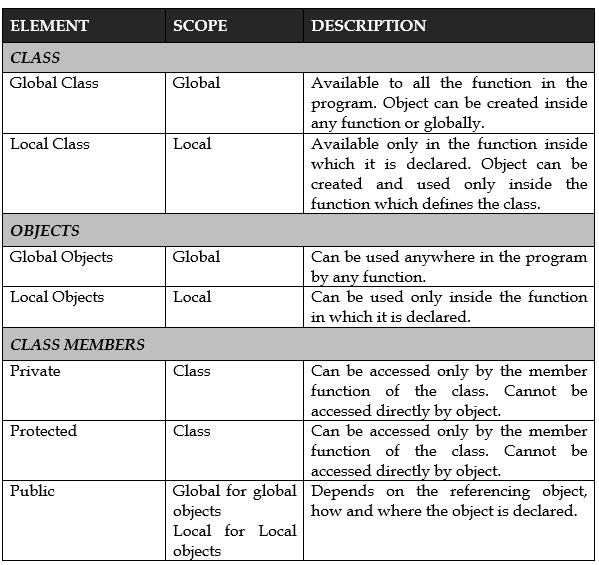 ELEMENT SCOPE DESCRIPTION
CLASS
Global Class Global Available to all the function in the
program. Object can be created inside
any function or globally.
Local Class Local Available only in the function inside
which it is declared. Object can be
created and used only inside the
function which defines the class.
OBJECTS
Global Objects Global Can be used anywhere in the program
by any function.
Local Objects Local Can be used only inside the function
in which it is declared.
CLASS MEMBERS
Private Class Can be accessed only by the member
function of the class. Cannot be
accessed directly by object.
Protected Class Can be accessed only by the member
function of the class. Cannot be
accessed directly by object.
Public Global for global Depends on the referencing object,
objects how and where the object is declared.
Local for Local
objects